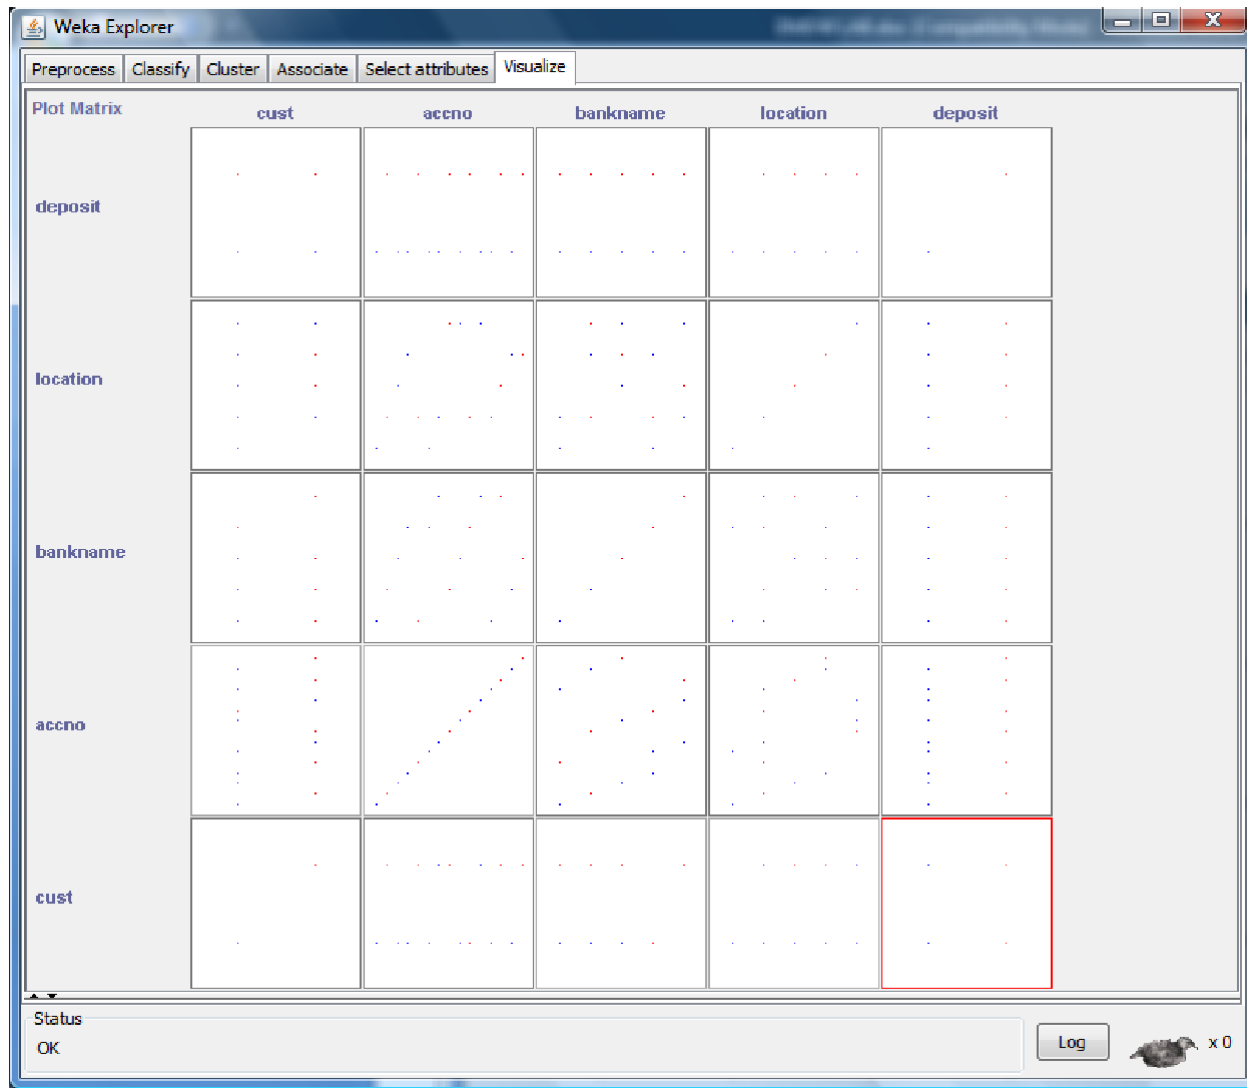 Weka Explorer
Preprocess Classify Cluster Associate Select attributes Visualize
Plot Matrix cust accno bankname location deposit
deposit
location
bankname
accno
cust
Status
OK
Log
x 0